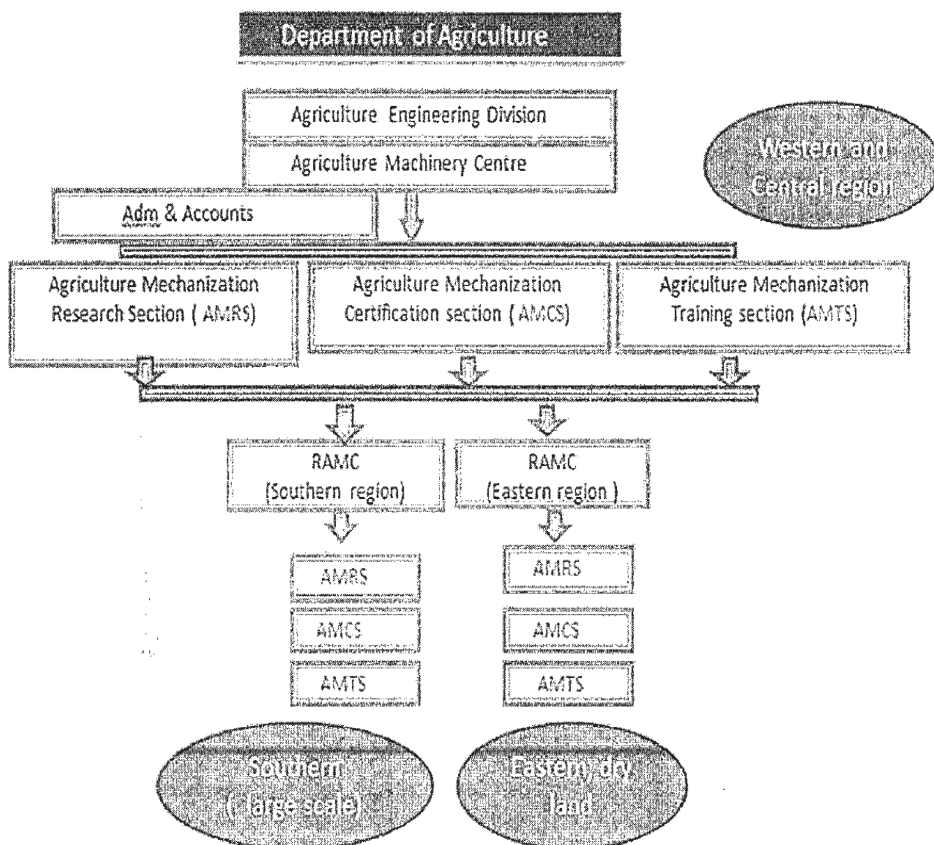 Department of Agriculture
Agriculture Engineering Division
Agriculture Machinery Centre
Western and
Central region
Adm & Accounts
Agriculture Mechanization
Research Section ( AMRS)
Agriculture Mechanization
Certification section ( AMCS)
Agriculture Mechanization
Training section (AMTS)
RAMC
(Southern region)
RAMC
(Eastern region )
AMRS
AMCS
AMTS
AMRS
AMCS
AMTS
Southern
( large scale)
Eastern dry
land